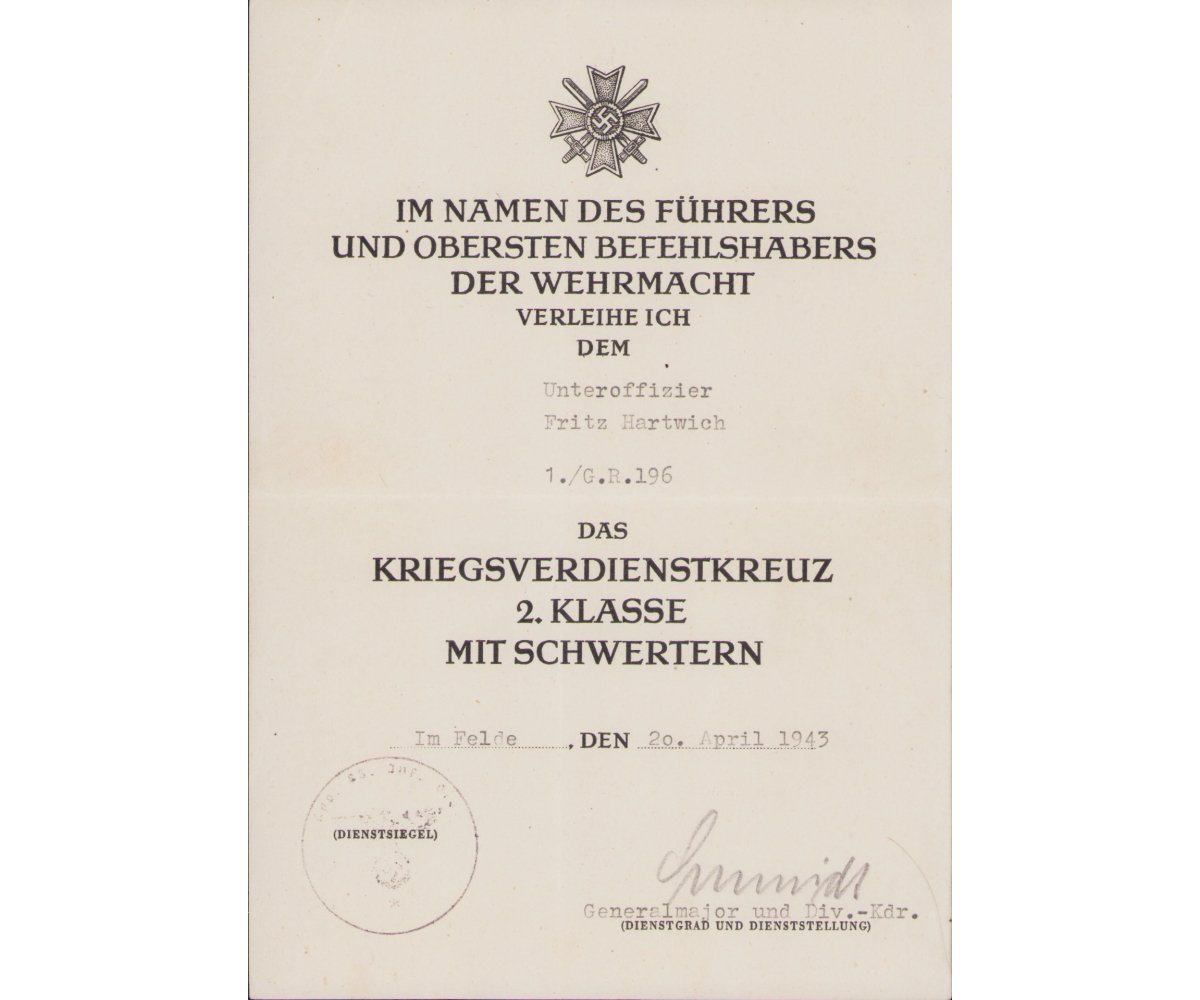 IM NAMEN DES FÜHRERS
UND OBERSTEN BEFEHLSHABERS
DER WEHRMACHT
VERLEIHE ICH
DEM
Unteroffizier
Fritz Hartwich
1./G.R.196
DAS
KRIEGSVERDIENSTKREUZ
2. KLASSE
MIT SCHWERTERN
Im Felde, DEN 2o. April 1943
(DIENSTSIEGEL)
Schmidt
Generalmajor und Div.-Kdr.
(DIENSTGRAD UND DIENSTSTELLUNG)